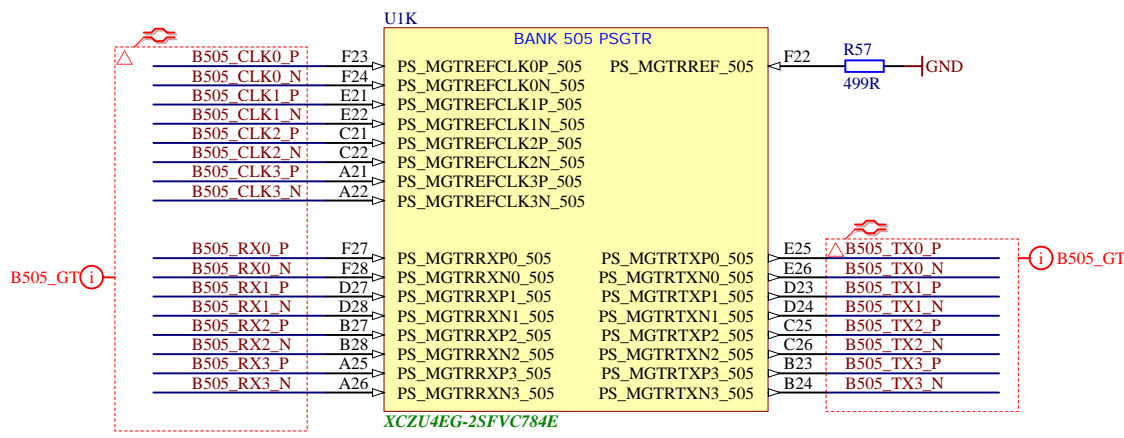 U1K
BANK 505 PSGTR
B505_CLK0_P F23 PS_MGTREFCLK0P_505 PS_MGTRREF_505 F22 R57 499R GND
B505_CLK0_N F24 PS_MGTREFCLK0N_505
B505_CLK1_P E21 PS_MGTREFCLK1P_505
B505_CLK1_N E22 PS_MGTREFCLK1N_505
B505_CLK2_P C21 PS_MGTREFCLK2P_505
B505_CLK2_N C22 PS_MGTREFCLK2N_505
B505_CLK3_P A21 PS_MGTREFCLK3P_505
B505_CLK3_N A22 PS_MGTREFCLK3N_505
B505_RX0_P F27 PS_MGTRRXP0_505 PS_MGTRTXP0_505 E25 B505_TX0_P
B505_RX0_N F28 PS_MGTRRXN0_505 PS_MGTRTXN0_505 E26 B505_TX0_N
B505_GT i B505_RX1_P D27 PS_MGTRRXP1_505 PS_MGTRTXP1_505 D23 B505_TX1_P i B505_GT
B505_RX1_N D28 PS_MGTRRXN1_505 PS_MGTRTXN1_505 D24 B505_TX1_N
B505_RX2_P B27 PS_MGTRRXP2_505 PS_MGTRTXP2_505 C25 B505_TX2_P
B505_RX2_N B28 PS_MGTRRXN2_505 PS_MGTRTXN2_505 C26 B505_TX2_N
B505_RX3_P A25 PS_MGTRRXP3_505 PS_MGTRTXP3_505 B23 B505_TX3_P
B505_RX3_N A26 PS_MGTRRXN3_505 PS_MGTRTXN3_505 B24 B505_TX3_N
XCZU4EG-2SFVC784E